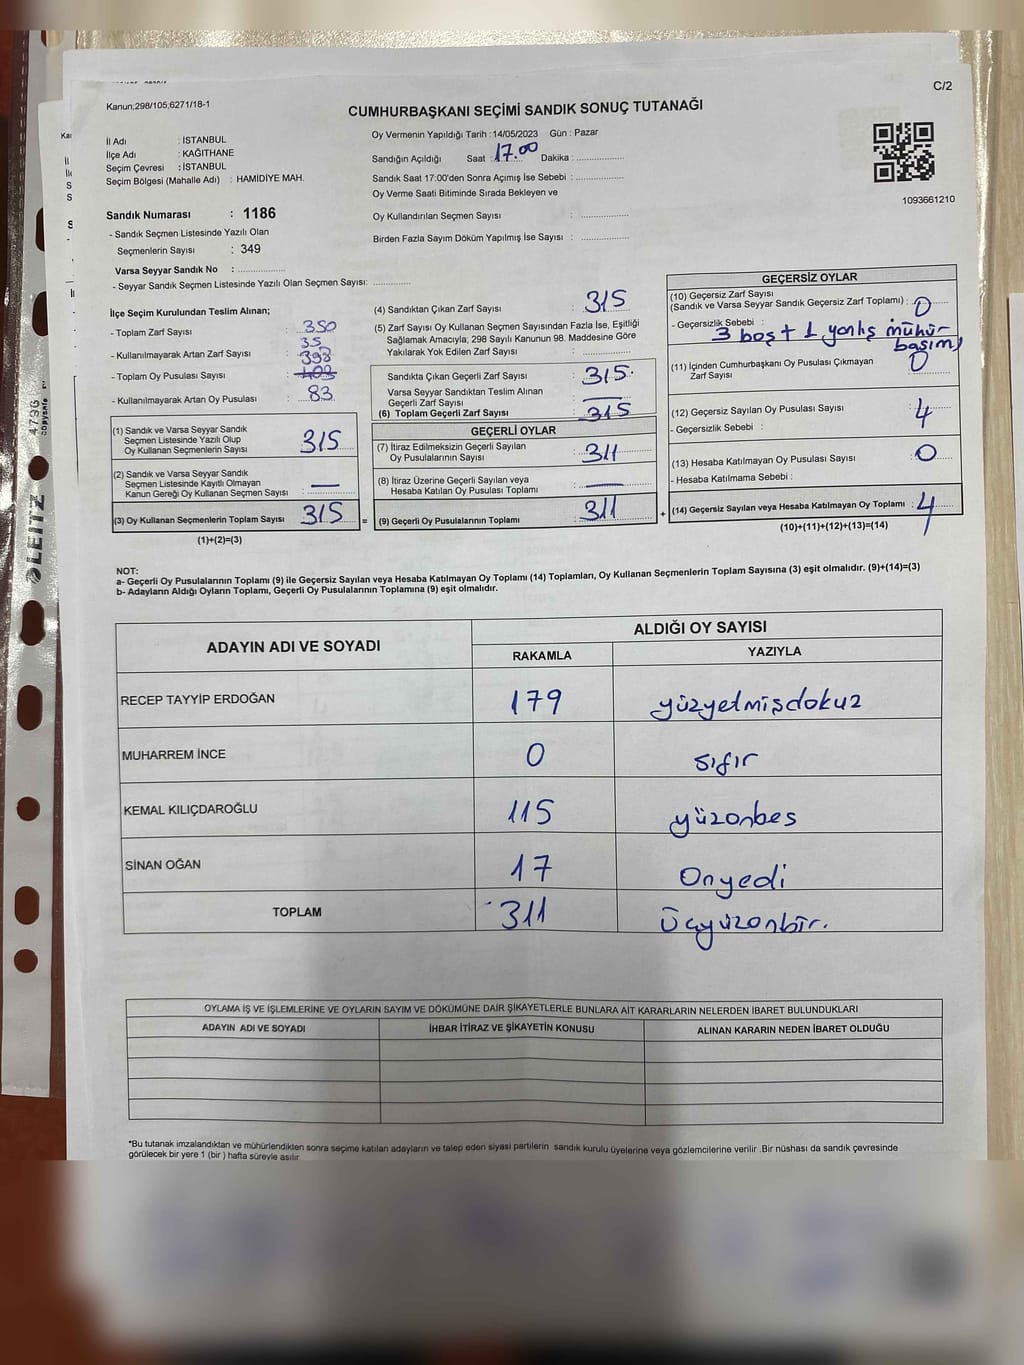 C/2
Kanun;298/105;6271/18-1
CUMHURBAŞKANI SEÇİMİ SANDIK SONUÇ TUTANAĞI
İl Adı : İSTANBUL
İlçe Adı : KAĞITHANE
Seçim Çevresi : İSTANBUL
Seçim Bölgesi (Mahalle Adı) : HAMİDİYE MAH.
Sandık Numarası : 1186
- Sandık Seçmen Listesinde Yazılı Olan
Seçmenlerin Sayısı : 349
Varsa Seyyar Sandık No : ................
- Seyyar Sandık Seçmen Listesinde Yazılı Olan Seçmen Sayısı: ............
Oy Vermenin Yapıldığı Tarih :14/05/2023 Gün : Pazar
Sandığın Açıldığı Saat : 17.00 Dakika : ................
Sandık Saat 17:00'den Sonra Açımış İse Sebebi : ................
Oy Verme Saati Bitiminde Sırada Bekleyen ve
Oy Kullandırılan Seçmen Sayısı : ................
Birden Fazla Sayım Döküm Yapılmış İse Sayısı : ................
1093661210
İlçe Seçim Kurulundan Teslim Alınan;
- Toplam Zarf Sayısı : 350
- Kullanılmayarak Artan Zarf Sayısı : 35
- Toplam Oy Pusulası Sayısı : 398
- Kullanılmayarak Artan Oy Pusulası : 83
(1) Sandık ve Varsa Seyyar Sandık
Seçmen Listesinde Yazılı Olup
Oy Kullanan Seçmenlerin Sayısı : 315
(2) Sandık ve Varsa Seyyar Sandık
Seçmen Listesinde Kayıtlı Olmayan
Kanun Gereği Oy Kullanan Seçmen Sayısı : —
(3) Oy Kullanan Seçmenlerin Toplam Sayısı : 315
(1)+(2)=(3)
=
(4) Sandıktan Çıkan Zarf Sayısı : 315
(5) Zarf Sayısı Oy Kullanan Seçmen Sayısından Fazla İse, Eşitliği
Sağlamak Amacıyla; 298 Sayılı Kanunun 98. Maddesine Göre
Yakılarak Yok Edilen Zarf Sayısı : ................
Sandıkta Çıkan Geçerli Zarf Sayısı : 315.
Varsa Seyyar Sandıktan Teslim Alınan
Geçerli Zarf Sayısı : —
(6) Toplam Geçerli Zarf Sayısı : 315
GEÇERLİ OYLAR
(7) İtiraz Edilmeksizin Geçerli Sayılan
Oy Pusulalarının Sayısı : 311
(8) İtiraz Üzerine Geçerli Sayılan veya
Hesaba Katılan Oy Pusulası Toplamı : —
(9) Geçerli Oy Pusulalarının Toplamı : 311
+
GEÇERSİZ OYLAR
(10) Geçersiz Zarf Sayısı
(Sandık ve Varsa Seyyar Sandık Geçersiz Zarf Toplamı) : 0
- Geçersizlik Sebebi :
3 boş + 1 yanlış mühür
basımı
(11) İçinden Cumhurbaşkanı Oy Pusulası Çıkmayan
Zarf Sayısı : 0
(12) Geçersiz Sayılan Oy Pusulası Sayısı : 4
- Geçersizlik Sebebi :
(13) Hesaba Katılmayan Oy Pusulası Sayısı : 0
- Hesaba Katılmama Sebebi :
(14) Geçersiz Sayılan veya Hesaba Katılmayan Oy Toplamı : 4
(10)+(11)+(12)+(13)=(14)
NOT:
a- Geçerli Oy Pusulalarının Toplamı (9) ile Geçersiz Sayılan veya Hesaba Katılmayan Oy Toplamı (14) Toplamları, Oy Kullanan Seçmenlerin Toplam Sayısına (3) eşit olmalıdır. (9)+(14)=(3)
b- Adayların Aldığı Oyların Toplamı, Geçerli Oy Pusulalarının Toplamına (9) eşit olmalıdır.
ADAYIN ADI VE SOYADI
ALDIĞI OY SAYISI
RAKAMLA YAZIYLA
RECEP TAYYİP ERDOĞAN 179 yüzyetmişdokuz
MUHARREM İNCE 0 sıfır
KEMAL KILIÇDAROĞLU 115 yüzonbes
SİNAN OĞAN 17 Onyedi
TOPLAM 311 Üçyüzonbir.
OYLAMA İŞ VE İŞLEMLERİNE VE OYLARIN SAYIM VE DÖKÜMÜNE DAİR ŞİKAYETLERLE BUNLARA AİT KARARLARIN NELERDEN İBARET BULUNDUKLARI
ADAYIN ADI VE SOYADI İHBAR İTİRAZ VE ŞİKAYETİN KONUSU ALINAN KARARIN NEDEN İBARET OLDUĞU
*Bu tutanak imzalandıktan ve mühürlendikten sonra seçime katılan adayların ve talep eden siyasi partilerin sandık kurulu üyelerine veya gözlemcilerine verilir .Bir nüshası da sandık çevresinde
görülecek bir yere 1 (bir ) hafta süreyle asılır
LEITZ
4796
copysafe